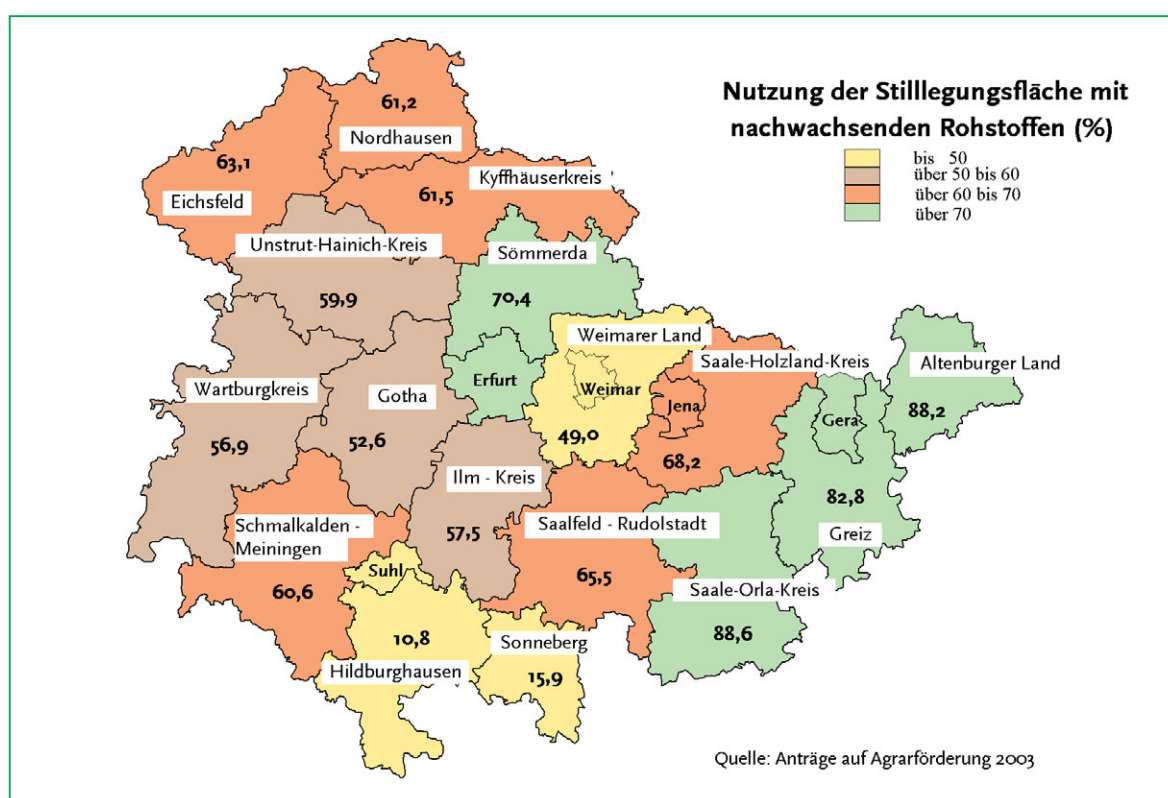 Nutzung der Stilllegungsfläche mit
nachwachsenden Rohstoffen (%)
bis 50
über 50 bis 60
über 60 bis 70
über 70
61,2
Nordhausen
63,1
Eichsfeld
Kyffhäuserkreis
61,5
Unstrut-Hainich-Kreis
59,9
Sömmerda
70,4
Weimarer Land
Weimar
49,0
Saale-Holzland-Kreis
Jena
68,2
Altenburger Land
88,2
Erfurt
Gera
82,8
Greiz
Wartburgkreis
56,9
Gotha
52,6
Ilm - Kreis
57,5
Saalfeld - Rudolstadt
65,5
Schmalkalden -
Meiningen
60,6
Suhl
Saale-Orla-Kreis
88,6
10,8
Hildburghausen
Sonneberg
15,9
Quelle: Anträge auf Agrarförderung 2003